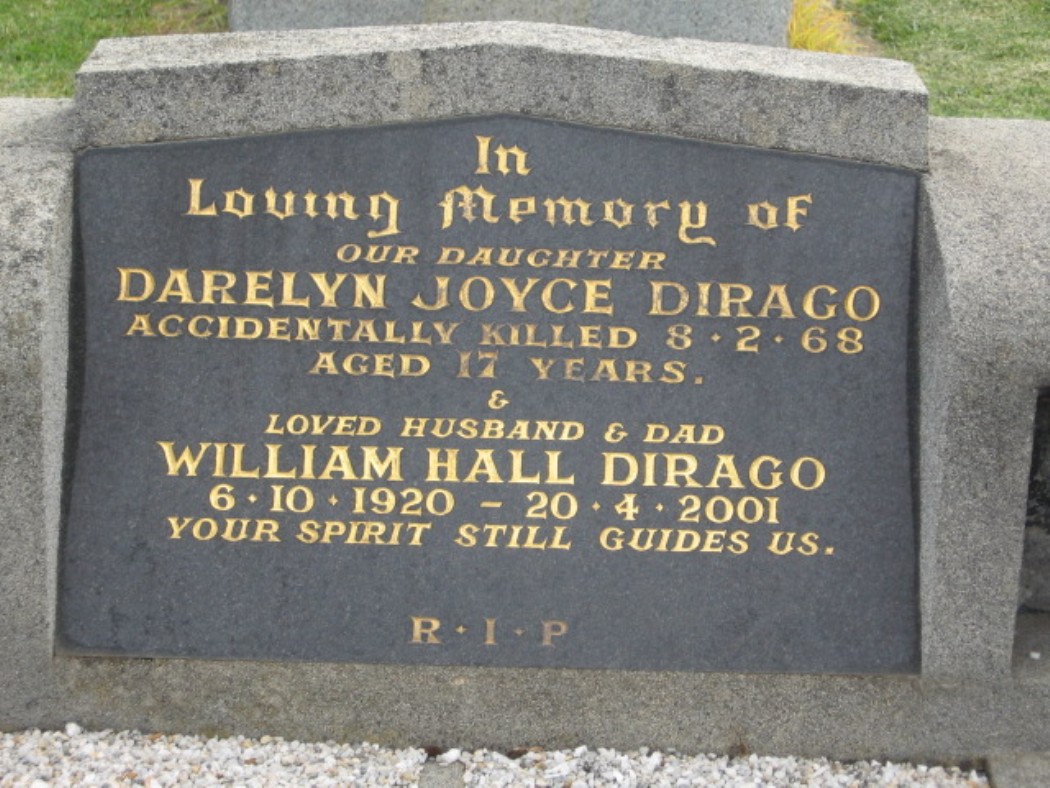 In
Loving Memory of
OUR DAUGHTER
DARELYN JOYCE DIRAGO
ACCIDENTALLY KILLED 8·2·68
AGED 17 YEARS.
&
LOVED HUSBAND & DAD
WILLIAM HALL DIRAGO
6·10·1920 – 20·4·2001
YOUR SPIRIT STILL GUIDES US.
R·I·P